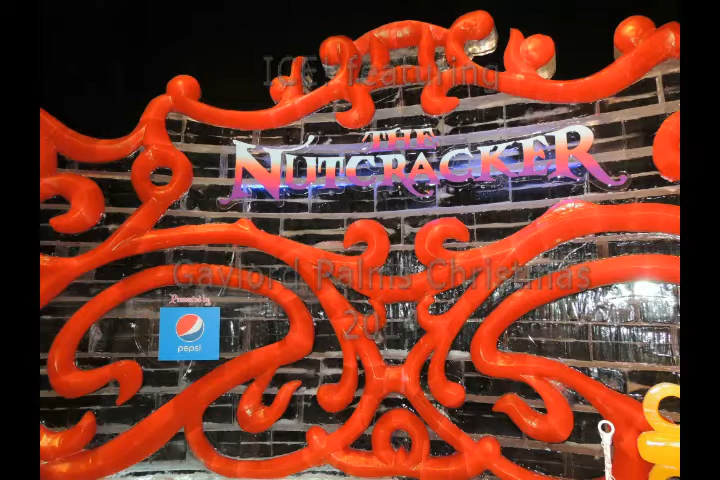 ICE! featuring
THE
NUTCRACKER
Gaylord Palms Christmas
Presented by
pepsi